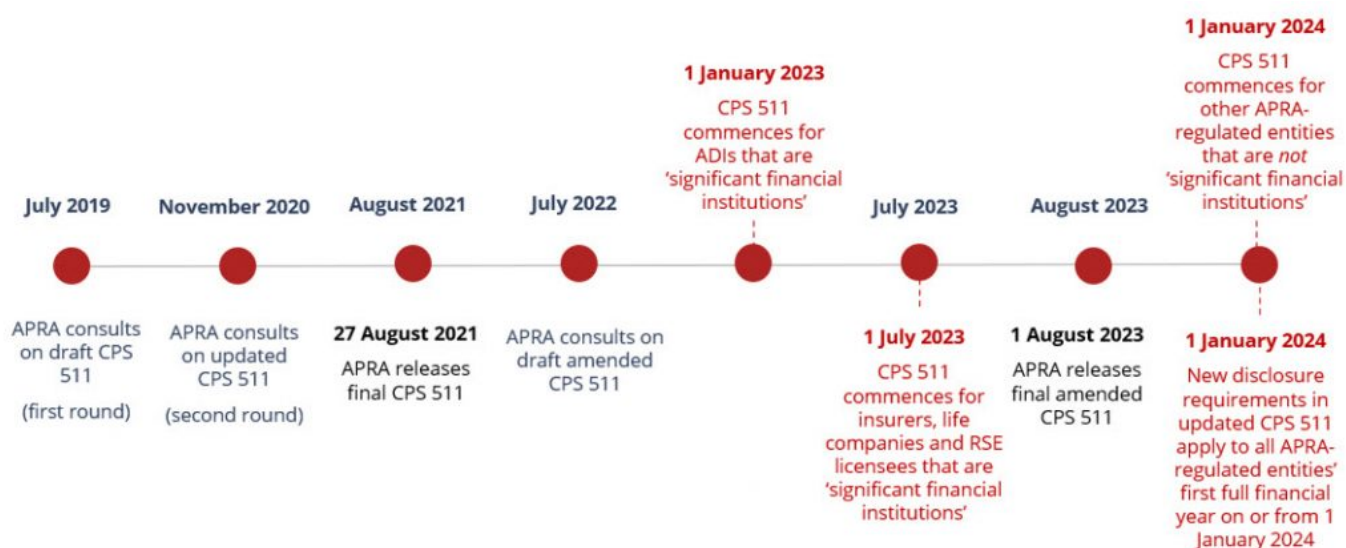 July 2019
APRA consults
on draft CPS
511
(first round)
November 2020
APRA consults
on updated
CPS 511
(second round)
August 2021
27 August 2021
APRA releases
final CPS 511
July 2022
APRA consults on
draft amended
CPS 511
1 January 2023
CPS 511
commences for
ADIs that are
‘significant financial
institutions’
July 2023
1 July 2023
CPS 511
commences for
insurers, life
companies and RSE
licensees that are
‘significant financial
institutions’
August 2023
1 August 2023
APRA releases
final amended
CPS 511
1 January 2024
CPS 511
commences for
other APRA-
regulated entities
that are not
‘significant financial
institutions’
1 January 2024
New disclosure
requirements in
updated CPS 511
apply to all APRA-
regulated entities’
first full financial
year on or from 1
January 2024